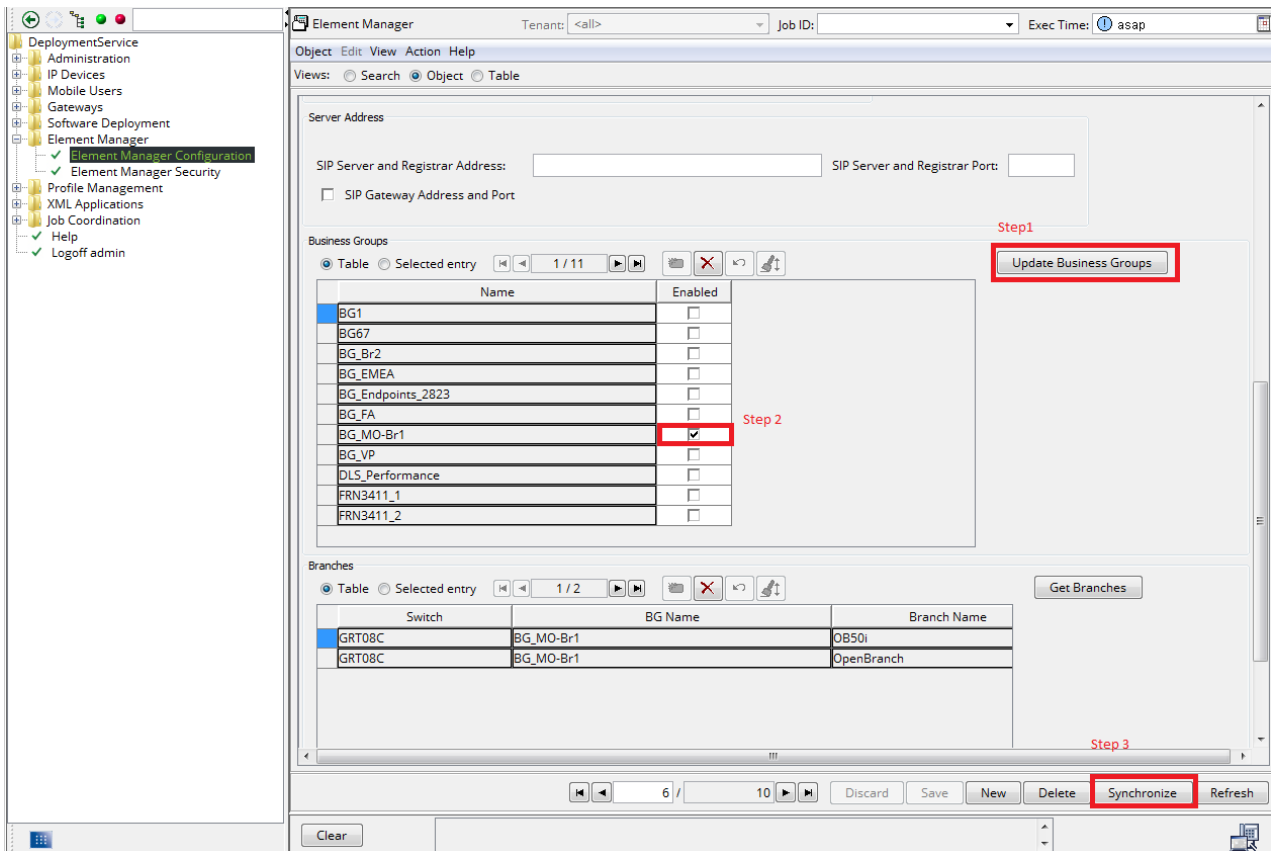 Element Manager Tenant: <all> Job ID: Exec Time: asap
DeploymentService
Administration
IP Devices
Mobile Users
Gateways
Software Deployment
Element Manager
Element Manager Configuration
Element Manager Security
Profile Management
XML Applications
Job Coordination
Help
Logoff admin
Object Edit View Action Help
Views: Search Object Table
Server Address
SIP Server and Registrar Address: SIP Server and Registrar Port:
SIP Gateway Address and Port
Step1
Business Groups
Table Selected entry 1 / 11 Update Business Groups
Name Enabled
BG1
BG67
BG_Br2
BG_EMEA
BG_Endpoints_2823
BG_FA
Step 2
BG_MO-Br1
BG_VP
DLS_Performance
FRN3411_1
FRN3411_2
Branches
Table Selected entry 1 / 2 Get Branches
Switch BG Name Branch Name
GRT08C BG_MO-Br1 OB50i
GRT08C BG_MO-Br1 OpenBranch
Step 3
6 / 10 Discard Save New Delete Synchronize Refresh
Clear